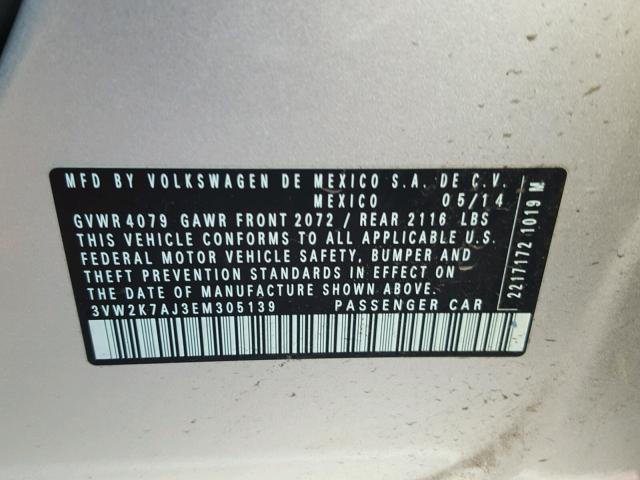 MFD BY VOLKSWAGEN DE MEXICO S.A. DE C.V.
MEXICO 05/14
GVWR 4079 GAWR FRONT 2072 / REAR 2116 LBS
THIS VEHICLE CONFORMS TO ALL APPLICABLE U.S.
FEDERAL MOTOR VEHICLE SAFETY, BUMPER AND
THEFT PREVENTION STANDARDS IN EFFECT ON
THE DATE OF MANUFACTURE SHOWN ABOVE.
3VW2K7AJ3EM305139 PASSENGER CAR
2217/172 1019 M